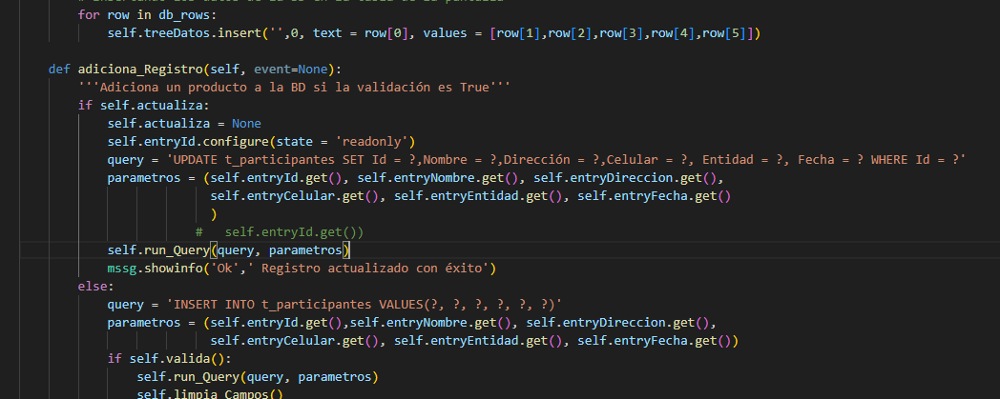 for row in db_rows:
self.treeDatos.insert('',0, text = row[0], values = [row[1],row[2],row[3],row[4],row[5]])
def adiciona_Registro(self, event=None):
'''Adiciona un producto a la BD si la validación es True'''
if self.actualiza:
self.actualiza = None
self.entryId.configure(state = 'readonly')
query = 'UPDATE t_participantes SET Id = ?,Nombre = ?,Dirección = ?,Celular = ?, Entidad = ?, Fecha = ? WHERE Id = ?'
parametros = (self.entryId.get(), self.entryNombre.get(), self.entryDireccion.get(),
self.entryCelular.get(), self.entryEntidad.get(), self.entryFecha.get()
)
# self.entryId.get())
self.run_Query(query, parametros)
mssg.showinfo('Ok',' Registro actualizado con éxito')
else:
query = 'INSERT INTO t_participantes VALUES(?, ?, ?, ?, ?, ?)'
parametros = (self.entryId.get(),self.entryNombre.get(), self.entryDireccion.get(),
self.entryCelular.get(), self.entryEntidad.get(), self.entryFecha.get())
if self.valida():
self.run_Query(query, parametros)
self.limpia_Campos()